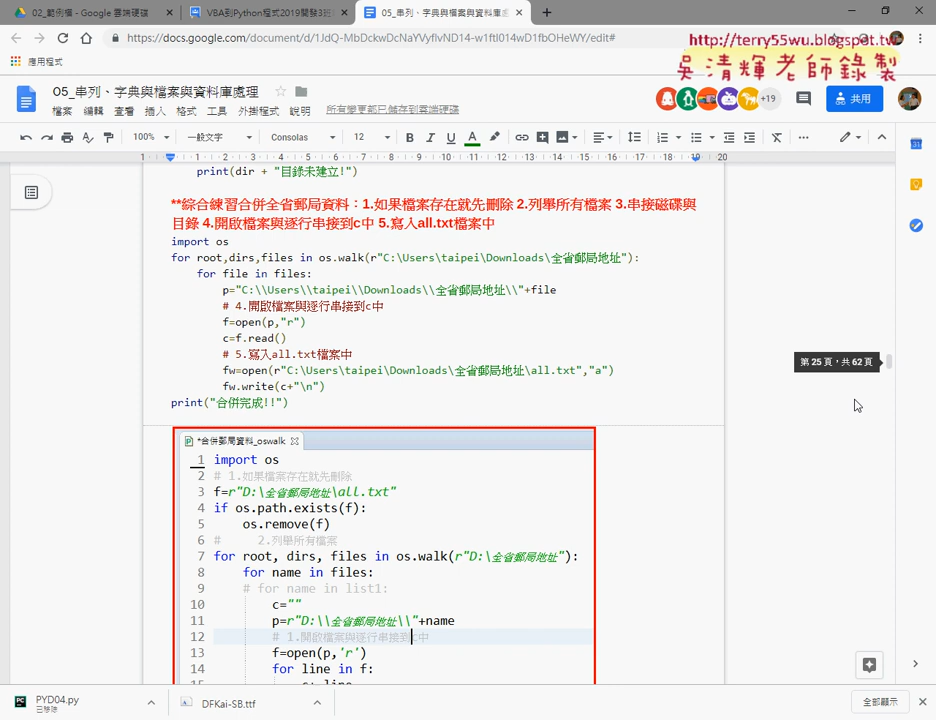 02_範例檔 - Google 雲端硬碟
VBA到Python程式2019開發3班
05_串列、字典與檔案與資料庫處
https://docs.google.com/document/d/1JdQ-MbDckwDcNaYVyfIvND14-w1ftI014wD1fbOHeWY/edit#
http://terry55wu.blogspot.tw
吳清輝老師錄製
應用程式
05_串列、字典與檔案與資料庫處理
檔案 編輯 查看 插入 格式 工具 外掛程式 說明 所有變更都已儲存到雲端硬碟
+19
共用
100% 一般文字 Consolas 12
print(dir + "目錄未建立!")
**綜合練習合併全省郵局資料：1.如果檔案存在就先刪除 2.列舉所有檔案 3.串接磁碟與
目錄 4.開啟檔案與逐行串接到c中 5.寫入all.txt檔案中
import os
for root,dirs,files in os.walk(r"C:\Users\taipei\Downloads\全省郵局地址"):
for file in files:
p="C:\\Users\\taipei\\Downloads\\全省郵局地址\\"+file
# 4.開啟檔案與逐行串接到c中
f=open(p,"r")
c=f.read()
# 5.寫入all.txt檔案中
fw=open(r"C:\Users\taipei\Downloads\全省郵局地址\all.txt","a")
fw.write(c+"\n")
print("合併完成!!")
第 25 頁，共 62 頁
*合併郵局資料_oswalk
1 import os
2 # 1.如果檔案存在就先刪除
3 f=r"D:\全省郵局地址\all.txt"
4 if os.path.exists(f):
5 os.remove(f)
6 # 2.列舉所有檔案
7 for root, dirs, files in os.walk(r"D:\全省郵局地址"):
8 for name in files:
9 # for name in list1:
10 c=""
11 p=r"D:\\全省郵局地址\\"+name
12 # 1.開啟檔案與逐行串接到c中
13 f=open(p,'r')
14 for line in f:
PYD04.py
已移除
DFKai-SB.ttf
全部顯示